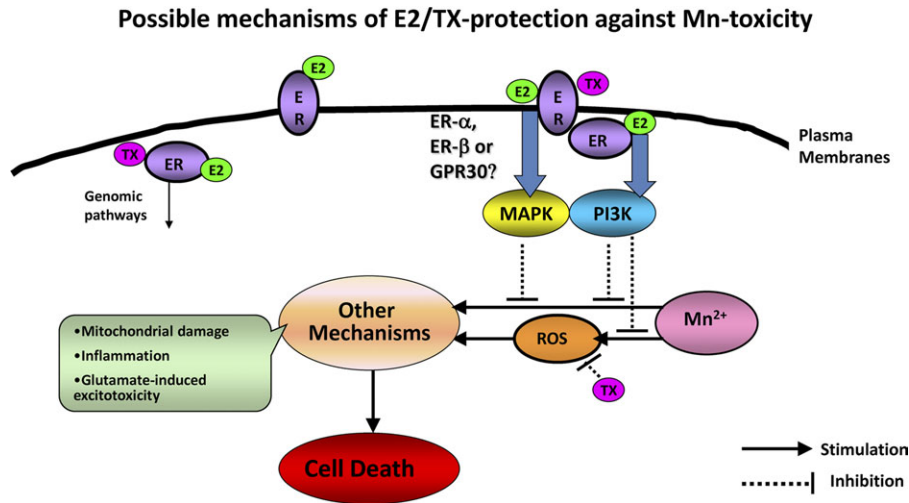 Possible mechanisms of E2/TX-protection against Mn-toxicity
E2
E
R
E2
E
R
TX
ER
E2
Plasma
Membranes
ER-α,
ER-β or
GPR30?
TX
ER
E2
Genomic
pathways
MAPK
PI3K
Other
Mechanisms
ROS
Mn²⁺
•Mitochondrial damage
•Inflammation
•Glutamate-induced
excitotoxicity
TX
Cell Death
Stimulation
Inhibition